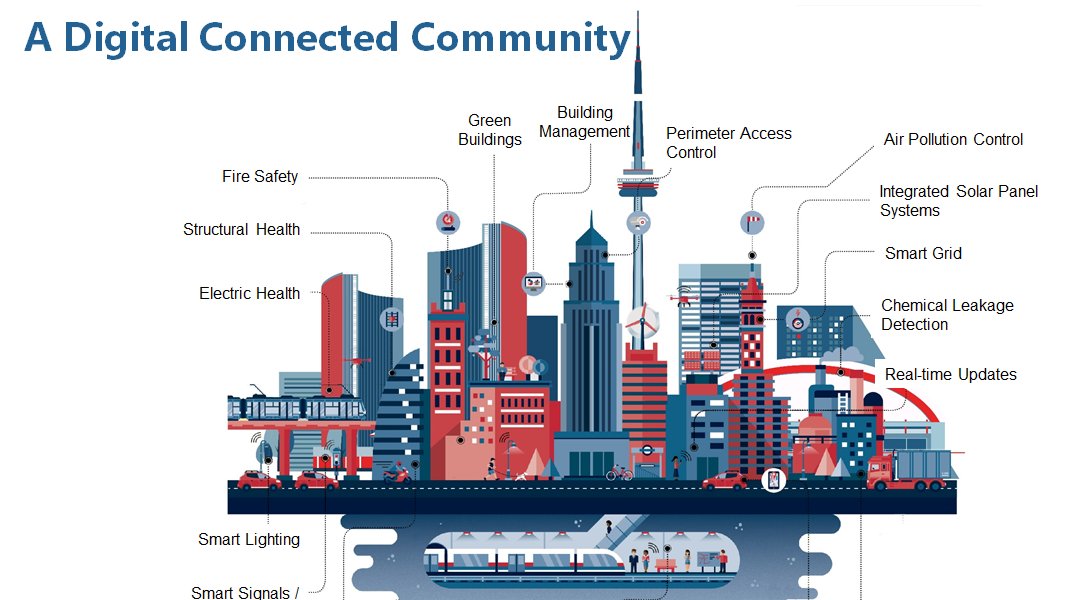 A Digital Connected Community
Green
Buildings
Building
Management
Perimeter Access
Control
Air Pollution Control
Fire Safety
Integrated Solar Panel
Systems
Structural Health
Smart Grid
Electric Health
Chemical Leakage
Detection
Real-time Updates
Smart Lighting
Smart Signals /